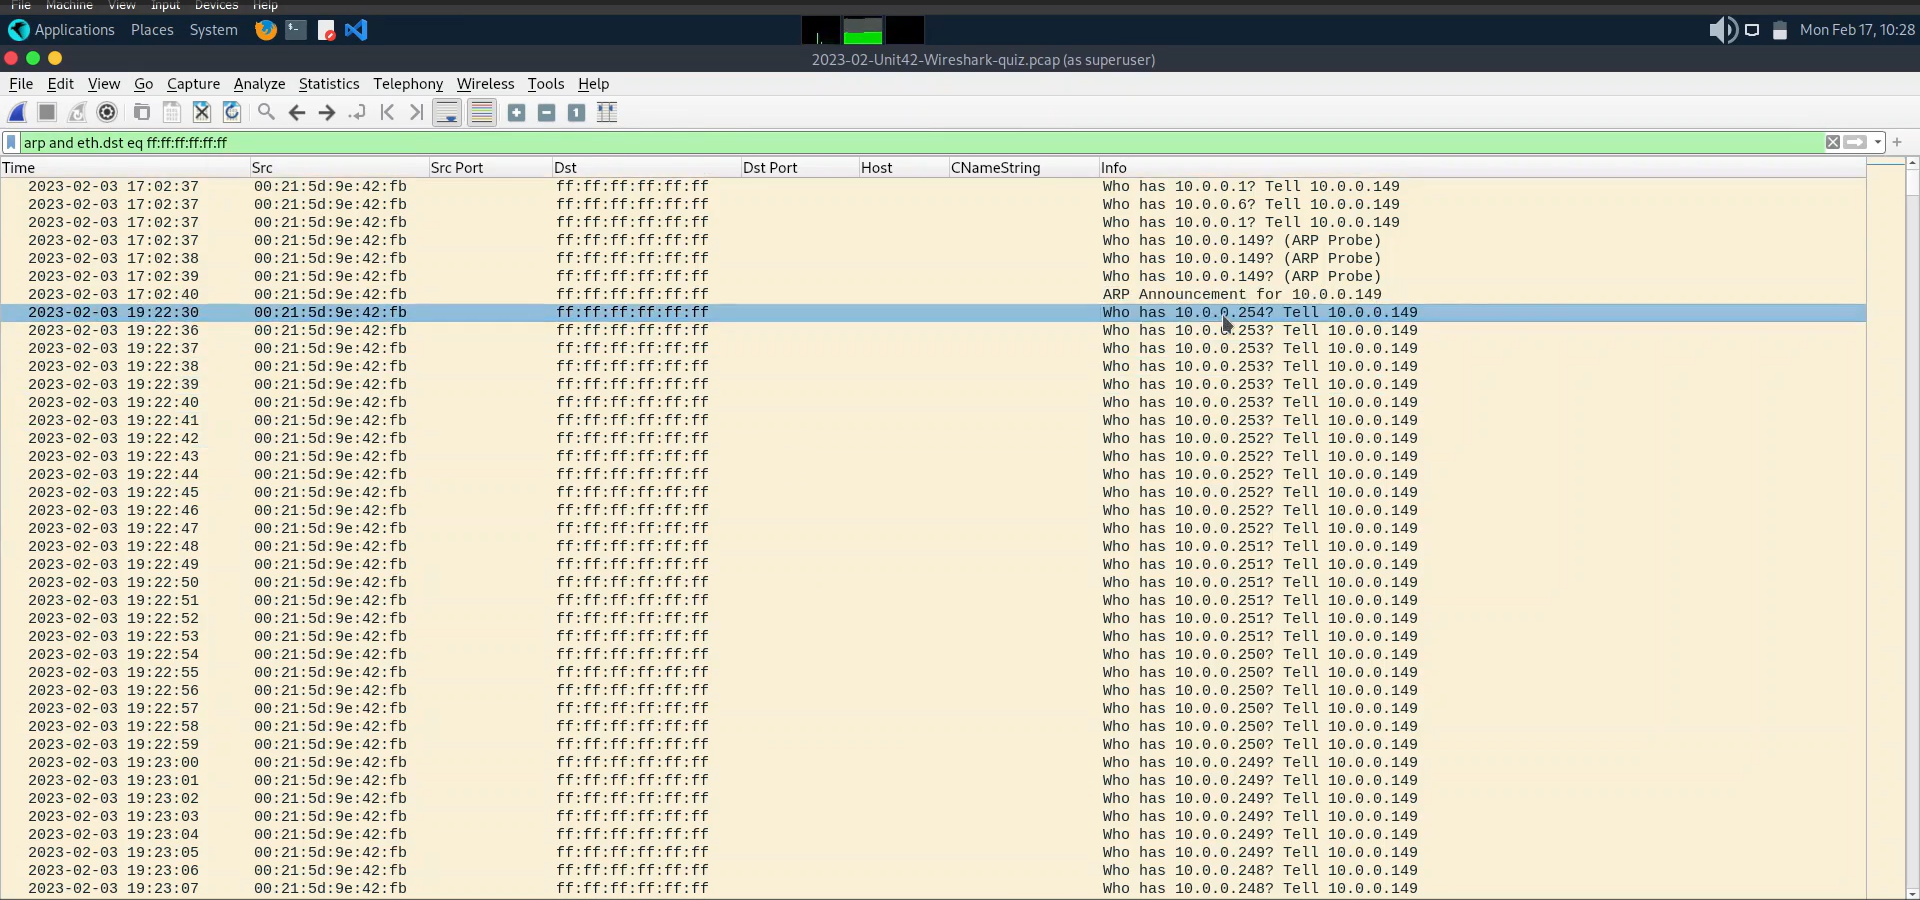 File Machine View Input Devices Help
Applications Places System Mon Feb 17, 10:28
2023-02-Unit42-Wireshark-quiz.pcap (as superuser)
File Edit View Go Capture Analyze Statistics Telephony Wireless Tools Help
arp and eth.dst eq ff:ff:ff:ff:ff:ff
Time Src Src Port Dst Dst Port Host CNameString Info
2023-02-03 17:02:37 00:21:5d:9e:42:fb ff:ff:ff:ff:ff:ff Who has 10.0.0.1? Tell 10.0.0.149
2023-02-03 17:02:37 00:21:5d:9e:42:fb ff:ff:ff:ff:ff:ff Who has 10.0.0.6? Tell 10.0.0.149
2023-02-03 17:02:37 00:21:5d:9e:42:fb ff:ff:ff:ff:ff:ff Who has 10.0.0.1? Tell 10.0.0.149
2023-02-03 17:02:37 00:21:5d:9e:42:fb ff:ff:ff:ff:ff:ff Who has 10.0.0.149? (ARP Probe)
2023-02-03 17:02:38 00:21:5d:9e:42:fb ff:ff:ff:ff:ff:ff Who has 10.0.0.149? (ARP Probe)
2023-02-03 17:02:39 00:21:5d:9e:42:fb ff:ff:ff:ff:ff:ff Who has 10.0.0.149? (ARP Probe)
2023-02-03 17:02:40 00:21:5d:9e:42:fb ff:ff:ff:ff:ff:ff ARP Announcement for 10.0.0.149
2023-02-03 19:22:30 00:21:5d:9e:42:fb ff:ff:ff:ff:ff:ff Who has 10.0.0.254? Tell 10.0.0.149
2023-02-03 19:22:36 00:21:5d:9e:42:fb ff:ff:ff:ff:ff:ff Who has 10.0.0.253? Tell 10.0.0.149
2023-02-03 19:22:37 00:21:5d:9e:42:fb ff:ff:ff:ff:ff:ff Who has 10.0.0.253? Tell 10.0.0.149
2023-02-03 19:22:38 00:21:5d:9e:42:fb ff:ff:ff:ff:ff:ff Who has 10.0.0.253? Tell 10.0.0.149
2023-02-03 19:22:39 00:21:5d:9e:42:fb ff:ff:ff:ff:ff:ff Who has 10.0.0.253? Tell 10.0.0.149
2023-02-03 19:22:40 00:21:5d:9e:42:fb ff:ff:ff:ff:ff:ff Who has 10.0.0.253? Tell 10.0.0.149
2023-02-03 19:22:41 00:21:5d:9e:42:fb ff:ff:ff:ff:ff:ff Who has 10.0.0.253? Tell 10.0.0.149
2023-02-03 19:22:42 00:21:5d:9e:42:fb ff:ff:ff:ff:ff:ff Who has 10.0.0.252? Tell 10.0.0.149
2023-02-03 19:22:43 00:21:5d:9e:42:fb ff:ff:ff:ff:ff:ff Who has 10.0.0.252? Tell 10.0.0.149
2023-02-03 19:22:44 00:21:5d:9e:42:fb ff:ff:ff:ff:ff:ff Who has 10.0.0.252? Tell 10.0.0.149
2023-02-03 19:22:45 00:21:5d:9e:42:fb ff:ff:ff:ff:ff:ff Who has 10.0.0.252? Tell 10.0.0.149
2023-02-03 19:22:46 00:21:5d:9e:42:fb ff:ff:ff:ff:ff:ff Who has 10.0.0.252? Tell 10.0.0.149
2023-02-03 19:22:47 00:21:5d:9e:42:fb ff:ff:ff:ff:ff:ff Who has 10.0.0.252? Tell 10.0.0.149
2023-02-03 19:22:48 00:21:5d:9e:42:fb ff:ff:ff:ff:ff:ff Who has 10.0.0.251? Tell 10.0.0.149
2023-02-03 19:22:49 00:21:5d:9e:42:fb ff:ff:ff:ff:ff:ff Who has 10.0.0.251? Tell 10.0.0.149
2023-02-03 19:22:50 00:21:5d:9e:42:fb ff:ff:ff:ff:ff:ff Who has 10.0.0.251? Tell 10.0.0.149
2023-02-03 19:22:51 00:21:5d:9e:42:fb ff:ff:ff:ff:ff:ff Who has 10.0.0.251? Tell 10.0.0.149
2023-02-03 19:22:52 00:21:5d:9e:42:fb ff:ff:ff:ff:ff:ff Who has 10.0.0.251? Tell 10.0.0.149
2023-02-03 19:22:53 00:21:5d:9e:42:fb ff:ff:ff:ff:ff:ff Who has 10.0.0.251? Tell 10.0.0.149
2023-02-03 19:22:54 00:21:5d:9e:42:fb ff:ff:ff:ff:ff:ff Who has 10.0.0.250? Tell 10.0.0.149
2023-02-03 19:22:55 00:21:5d:9e:42:fb ff:ff:ff:ff:ff:ff Who has 10.0.0.250? Tell 10.0.0.149
2023-02-03 19:22:56 00:21:5d:9e:42:fb ff:ff:ff:ff:ff:ff Who has 10.0.0.250? Tell 10.0.0.149
2023-02-03 19:22:57 00:21:5d:9e:42:fb ff:ff:ff:ff:ff:ff Who has 10.0.0.250? Tell 10.0.0.149
2023-02-03 19:22:58 00:21:5d:9e:42:fb ff:ff:ff:ff:ff:ff Who has 10.0.0.250? Tell 10.0.0.149
2023-02-03 19:22:59 00:21:5d:9e:42:fb ff:ff:ff:ff:ff:ff Who has 10.0.0.250? Tell 10.0.0.149
2023-02-03 19:23:00 00:21:5d:9e:42:fb ff:ff:ff:ff:ff:ff Who has 10.0.0.249? Tell 10.0.0.149
2023-02-03 19:23:01 00:21:5d:9e:42:fb ff:ff:ff:ff:ff:ff Who has 10.0.0.249? Tell 10.0.0.149
2023-02-03 19:23:02 00:21:5d:9e:42:fb ff:ff:ff:ff:ff:ff Who has 10.0.0.249? Tell 10.0.0.149
2023-02-03 19:23:03 00:21:5d:9e:42:fb ff:ff:ff:ff:ff:ff Who has 10.0.0.249? Tell 10.0.0.149
2023-02-03 19:23:04 00:21:5d:9e:42:fb ff:ff:ff:ff:ff:ff Who has 10.0.0.249? Tell 10.0.0.149
2023-02-03 19:23:05 00:21:5d:9e:42:fb ff:ff:ff:ff:ff:ff Who has 10.0.0.249? Tell 10.0.0.149
2023-02-03 19:23:06 00:21:5d:9e:42:fb ff:ff:ff:ff:ff:ff Who has 10.0.0.248? Tell 10.0.0.149
2023-02-03 19:23:07 00:21:5d:9e:42:fb ff:ff:ff:ff:ff:ff Who has 10.0.0.248? Tell 10.0.0.149